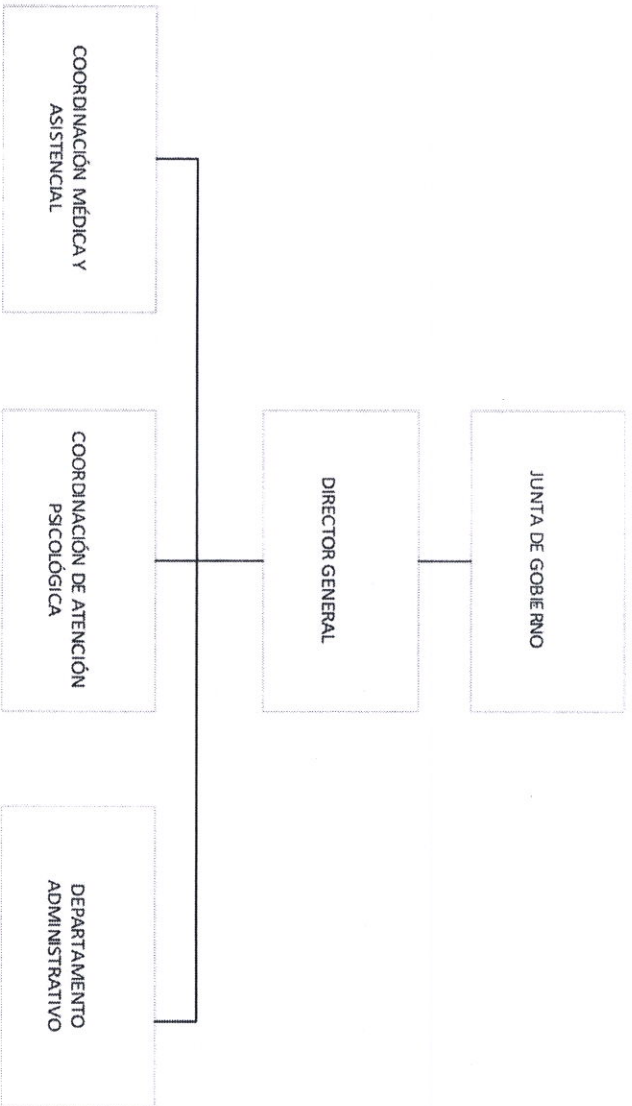 JUNTA DE GOBIERNO
DIRECTOR GENERAL
COORDINACIÓN MÉDICA Y
ASISTENCIAL
COORDINACIÓN DE ATENCIÓN
PSICOLÓGICA
DEPARTAMENTO
ADMINISTRATIVO